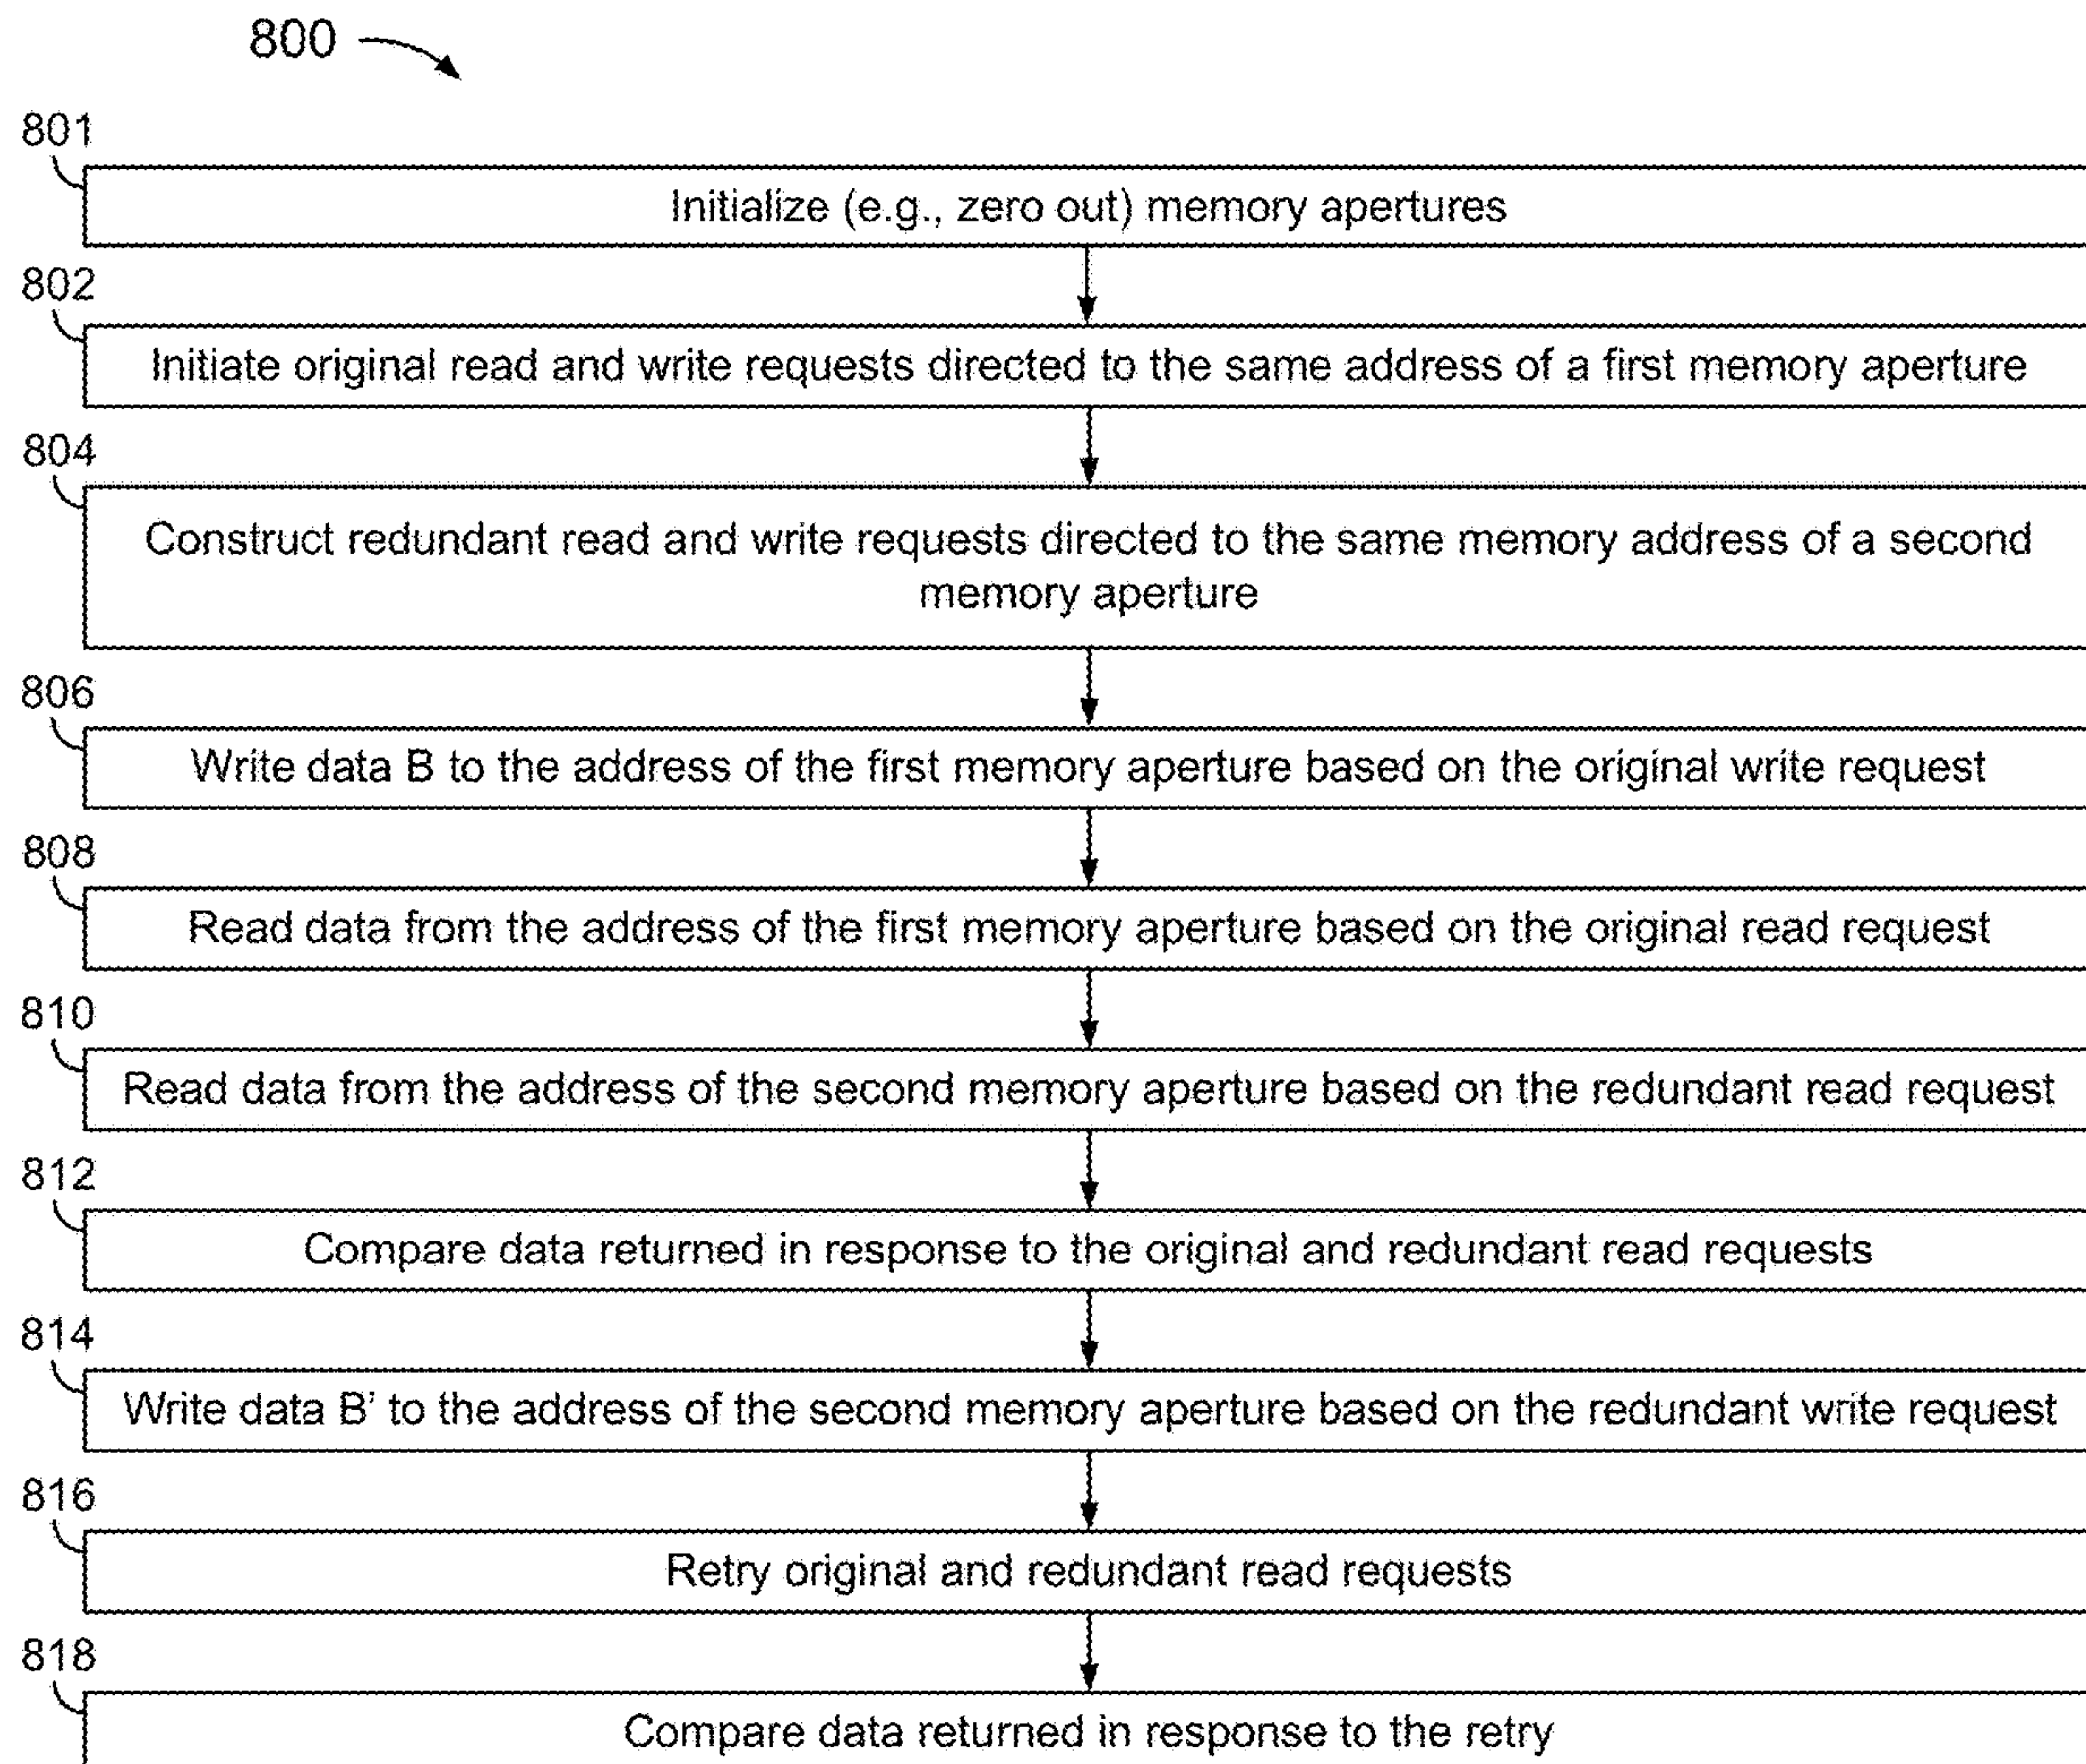 800
801
Initialize (e.g., zero out) memory apertures
802
Initiate original read and write requests directed to the same address of a first memory aperture
804
Construct redundant read and write requests directed to the same memory address of a second
memory aperture
806
Write data B to the address of the first memory aperture based on the original write request
808
Read data from the address of the first memory aperture based on the original read request
810
Read data from the address of the second memory aperture based on the redundant read request
812
Compare data returned in response to the original and redundant read requests
814
Write data B' to the address of the second memory aperture based on the redundant write request
816
Retry original and redundant read requests
818
Compare data returned in response to the retry